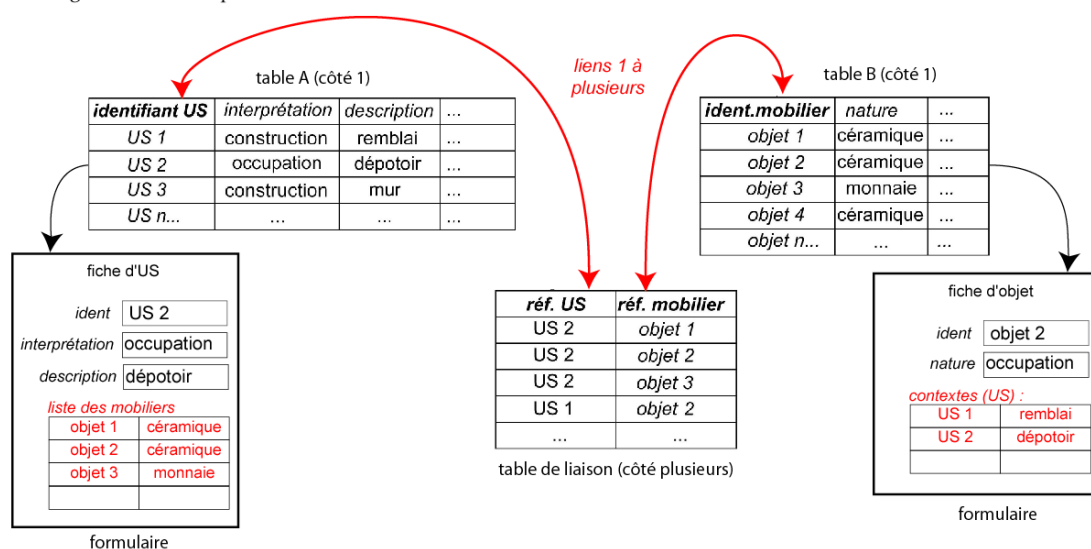 liens 1 à
plusieurs
table A (côté 1)
identifiant US interprétation description ...
US 1 construction remblai ...
US 2 occupation dépotoir ...
US 3 construction mur ...
US n... ... ... ...
table B (côté 1)
ident.mobilier nature ...
objet 1 céramique ...
objet 2 céramique ...
objet 3 monnaie ...
objet 4 céramique ...
objet n... ... ...
fiche d'US
ident US 2
interprétation occupation
description dépotoir
liste des mobiliers
objet 1 céramique
objet 2 céramique
objet 3 monnaie
formulaire
réf. US réf. mobilier
US 2 objet 1
US 2 objet 2
US 2 objet 3
US 1 objet 2
... ...
table de liaison (côté plusieurs)
fiche d'objet
ident objet 2
nature occupation
contextes (US) :
US 1 remblai
US 2 dépotoir
formulaire